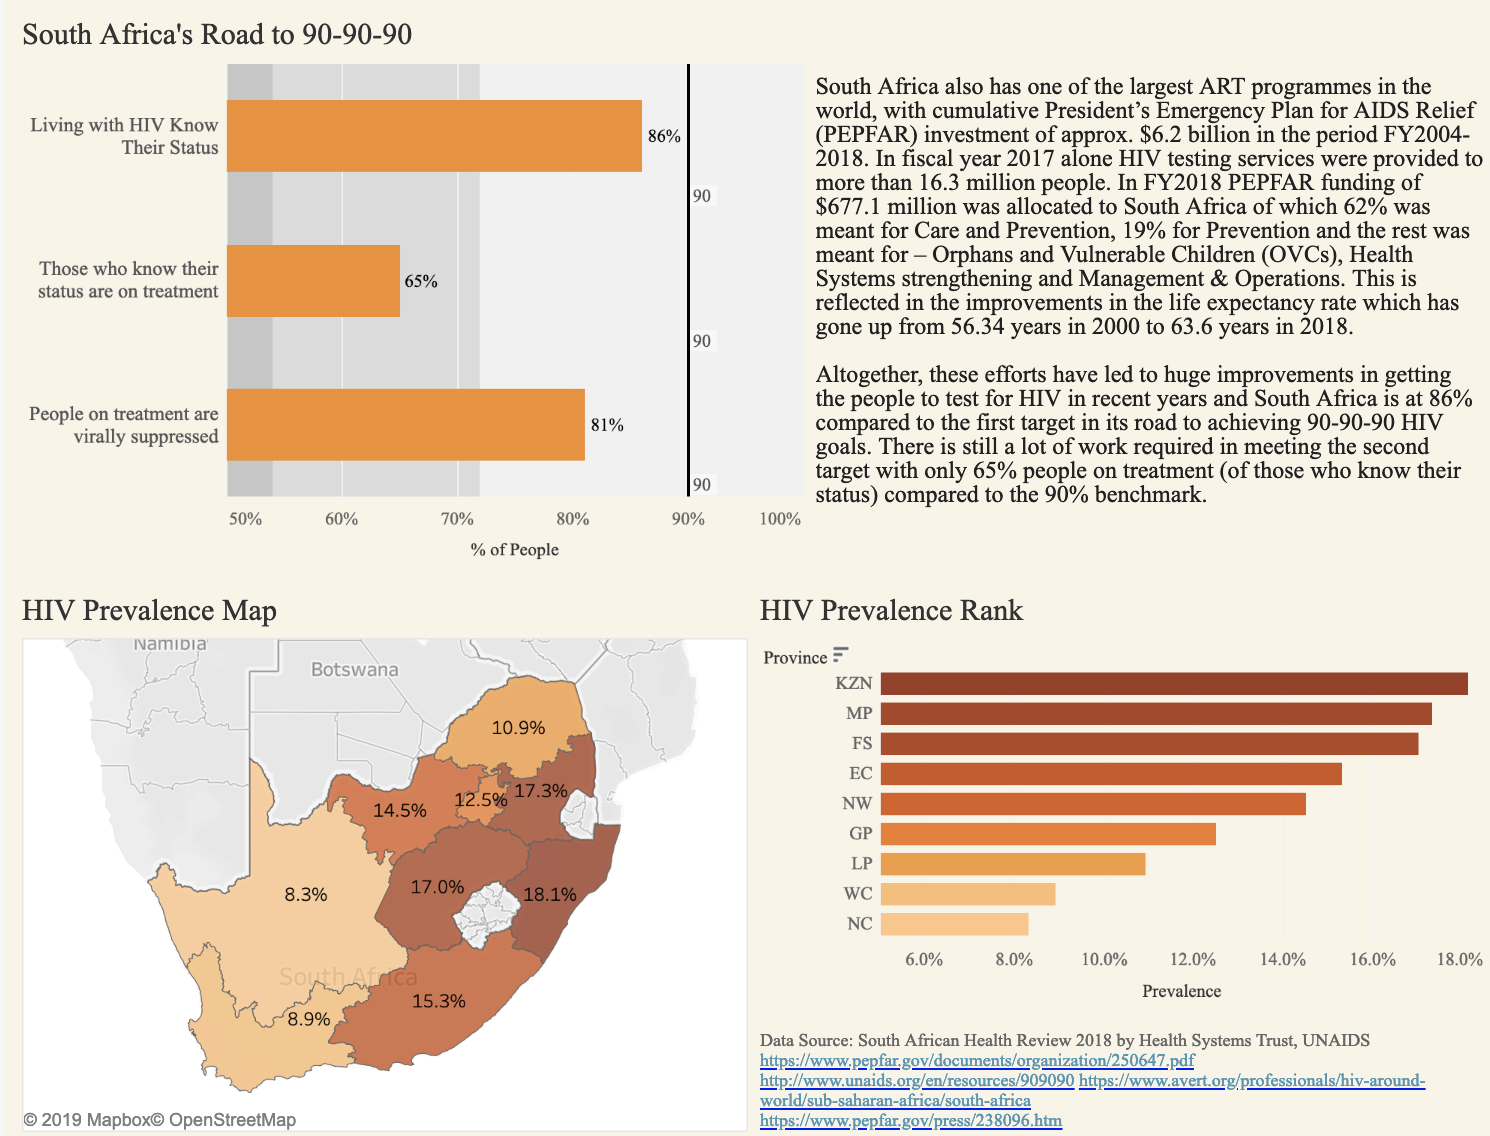 South Africa's Road to 90-90-90
Living with HIV Know
Their Status
86%
90
Those who know their
status are on treatment
65%
90
People on treatment are
virally suppressed
81%
90
50% 60% 70% 80% 90% 100%
% of People
South Africa also has one of the largest ART programmes in the
world, with cumulative President’s Emergency Plan for AIDS Relief
(PEPFAR) investment of approx. $6.2 billion in the period FY2004-
2018. In fiscal year 2017 alone HIV testing services were provided to
more than 16.3 million people. In FY2018 PEPFAR funding of
$677.1 million was allocated to South Africa of which 62% was
meant for Care and Prevention, 19% for Prevention and the rest was
meant for – Orphans and Vulnerable Children (OVCs), Health
Systems strengthening and Management & Operations. This is
reflected in the improvements in the life expectancy rate which has
gone up from 56.34 years in 2000 to 63.6 years in 2018.
Altogether, these efforts have led to huge improvements in getting
the people to test for HIV in recent years and South Africa is at 86%
compared to the first target in its road to achieving 90-90-90 HIV
goals. There is still a lot of work required in meeting the second
target with only 65% people on treatment (of those who know their
status) compared to the 90% benchmark.
HIV Prevalence Map
Namibia
Botswana
10.9%
17.3%
12.5%
14.5%
17.0%
8.3%
18.1%
South Africa
15.3%
8.9%
© 2019 Mapbox© OpenStreetMap
HIV Prevalence Rank
Province
KZN
MP
FS
EC
NW
GP
LP
WC
NC
6.0% 8.0% 10.0% 12.0% 14.0% 16.0% 18.0%
Prevalence
Data Source: South African Health Review 2018 by Health Systems Trust, UNAIDS
https://www.pepfar.gov/documents/organization/250647.pdf
http://www.unaids.org/en/resources/909090 https://www.avert.org/professionals/hiv-around-
world/sub-saharan-africa/south-africa
https://www.pepfar.gov/press/238096.htm